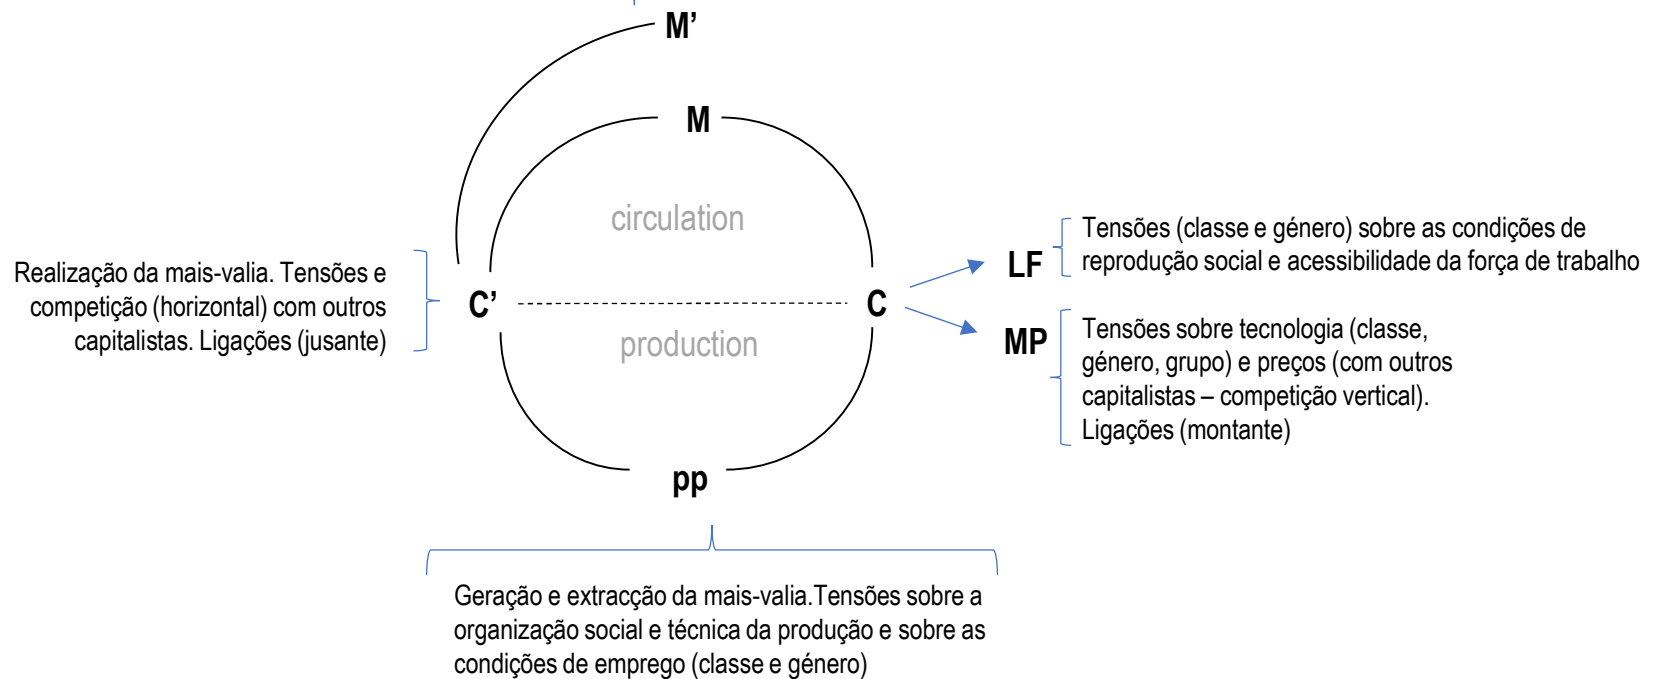 M’
M
circulation
Tensões (classe e género) sobre as condições de
reprodução social e acessibilidade da força de trabalho
LF
Realização da mais-valia. Tensões e
competição (horizontal) com outros
capitalistas. Ligações (jusante)
C’
C
MP
Tensões sobre tecnologia (classe,
género, grupo) e preços (com outros
capitalistas – competição vertical).
Ligações (montante)
production
pp
Geração e extracção da mais-valia.Tensões sobre a
organização social e técnica da produção e sobre as
condições de emprego (classe e género)